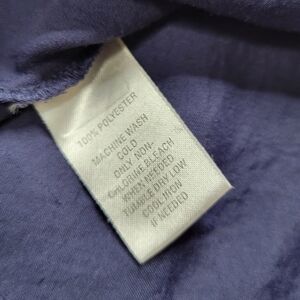 100% POLYESTER
MACHINE WASH
COLD
ONLY NON-
CHLORINE BLEACH
WHEN NEEDED
TUMBLE DRY LOW
COOL IRON
IF NEEDED